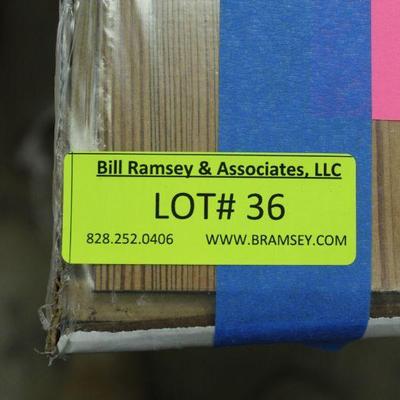 Bill Ramsey & Associates, LLC
LOT# 36
828.252.0406 WWW.BRAMSEY.COM